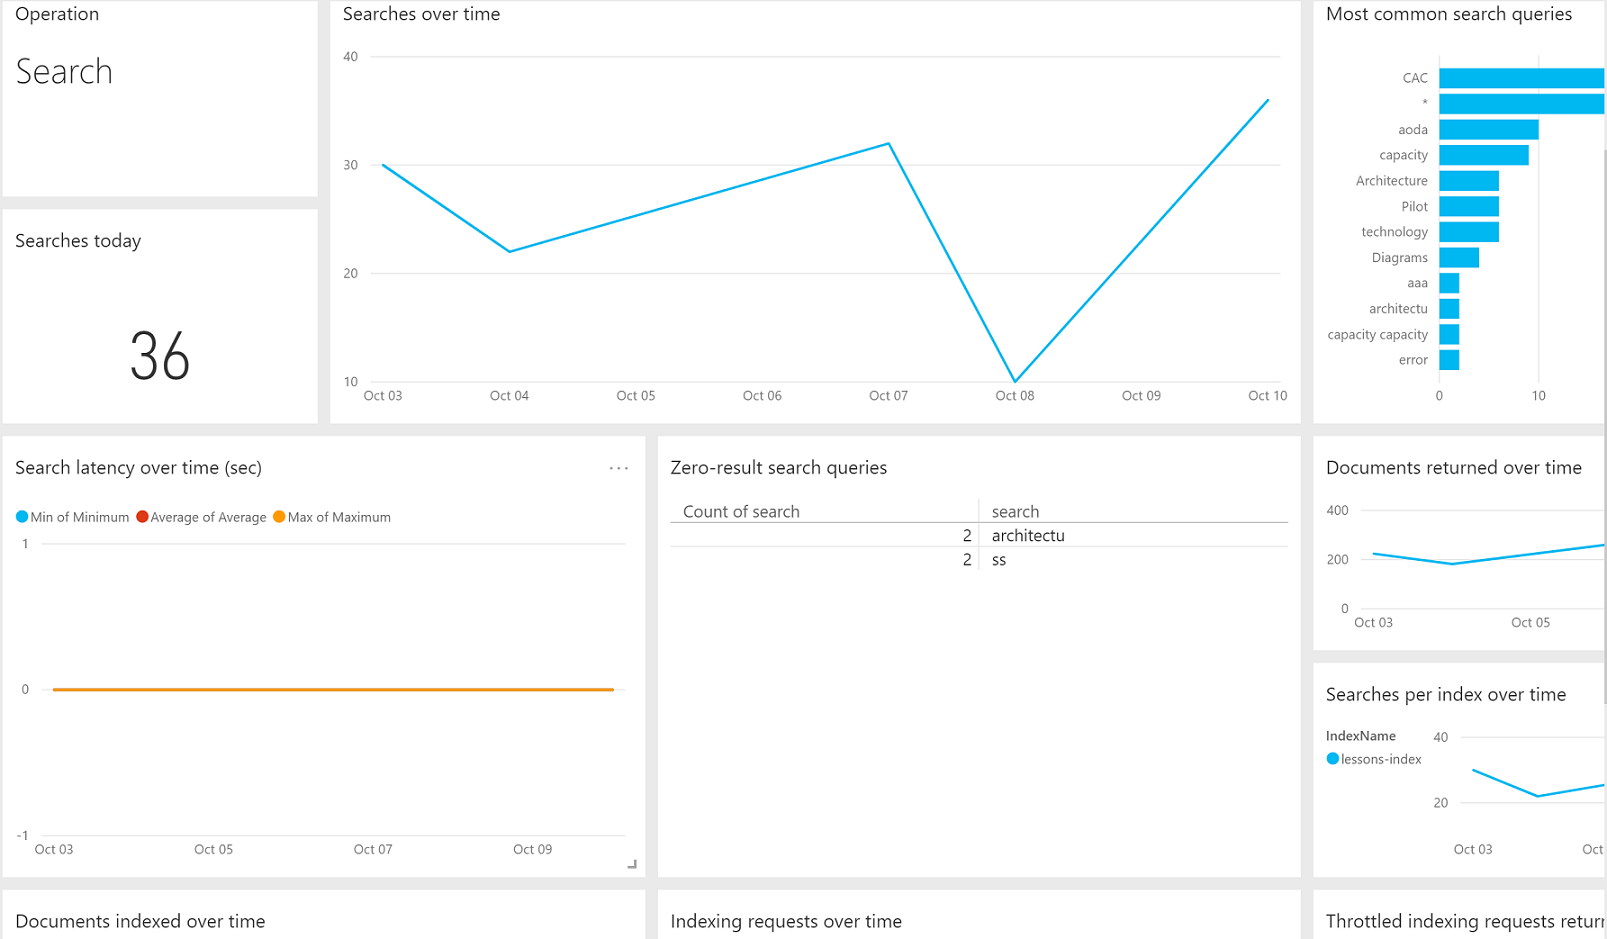 Operation
Search
Searches today
36
Searches over time
40
30
20
10
Oct 03 Oct 04 Oct 05 Oct 06 Oct 07 Oct 08 Oct 09 Oct 10
Most common search queries
CAC
*
aoda
capacity
Architecture
Pilot
technology
Diagrams
aaa
architectu
capacity capacity
error
0 10
Search latency over time (sec)
...
Min of Minimum Average of Average Max of Maximum
1
0
-1
Oct 03 Oct 05 Oct 07 Oct 09
Zero-result search queries
Count of search search
2 architectu
2 ss
Documents returned over time
400
200
0
Oct 03 Oct 05
Searches per index over time
IndexName
lessons-index
40
20
Oct 03 Oct
Documents indexed over time
Indexing requests over time
Throttled indexing requests return